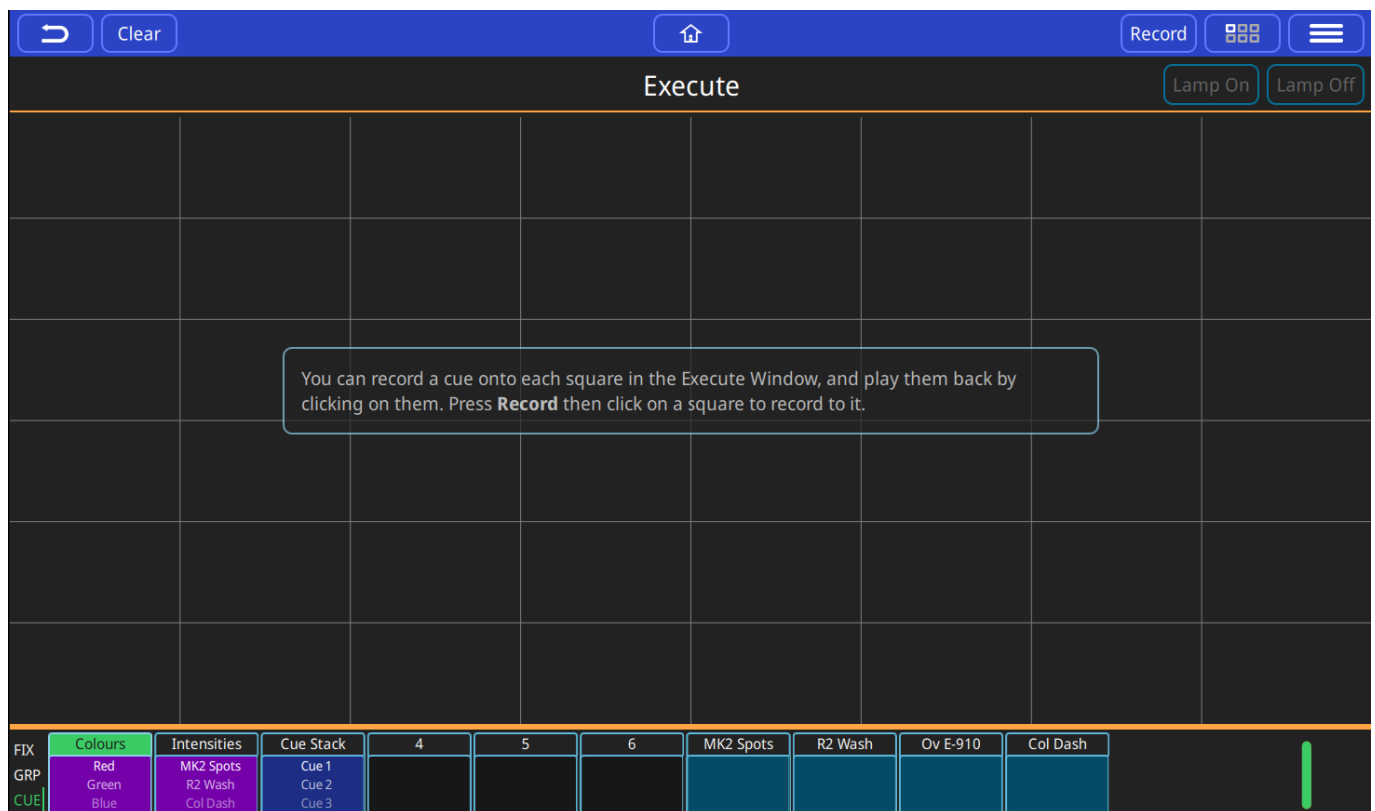 Clear
Record
Execute
Lamp On Lamp Off
You can record a cue onto each square in the Execute Window, and play them back by
clicking on them. Press Record then click on a square to record to it.
FIX
GRP
CUE
Colours
Red
Green
Blue
Intensities
MK2 Spots
R2 Wash
Col Dash
Cue Stack
Cue 1
Cue 2
Cue 3
4
5
6
MK2 Spots
R2 Wash
Ov E-910
Col Dash